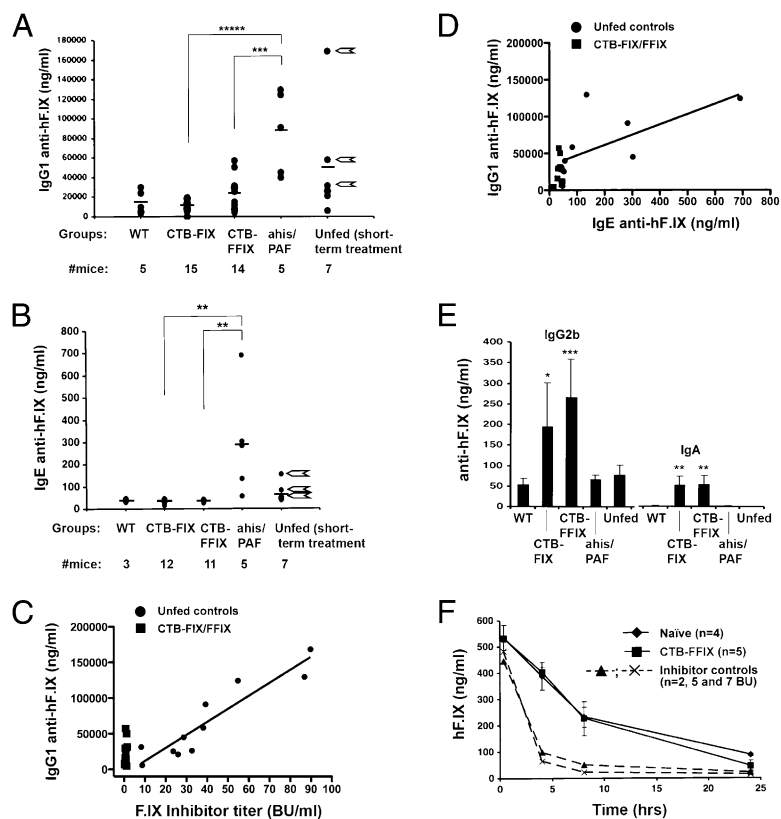 A
IgG1 anti-hF.IX (ng/ml)
180000
160000
140000
120000
100000
80000
60000
40000
20000
0
*****
***
Groups: WT CTB-FIX CTB-FFIX ahis/PAF Unfed (short-term treatment
#mice: 5 15 14 5 7
B
IgE anti-hF.IX (ng/ml)
800
700
600
500
400
300
200
100
0
**
**
Groups: WT CTB-FIX CTB-FFIX ahis/PAF Unfed (short-term treatment
#mice: 3 12 11 5 7
C
Unfed controls
CTB-FIX/FFIX
IgG1 anti-hF.IX (ng/ml)
200000
150000
100000
50000
0
0 10 20 30 40 50 60 70 80 90 100
F.IX Inhibitor titer (BU/ml)
D
Unfed controls
CTB-FIX/FFIX
IgG1 anti-hF.IX (ng/ml)
200000
150000
100000
50000
0
0 100 200 300 400 500 600 700 800
IgE anti-hF.IX (ng/ml)
E
anti-hF.IX (ng/ml)
400
350
300
250
200
150
100
50
0
IgG2b
*
***
IgA
** **
WT CTB-FFIX Unfed WT CTB-FFIX Unfed
CTB-FIX ahis/PAF CTB-FIX ahis/PAF
F
hF.IX (ng/ml)
600
500
400
300
200
100
0
Naïve (n=4)
CTB-FFIX (n=5)
; Inhibitor controls
(n=2, 5 and 7 BU)
0 5 10 15 20 25
Time (hrs)